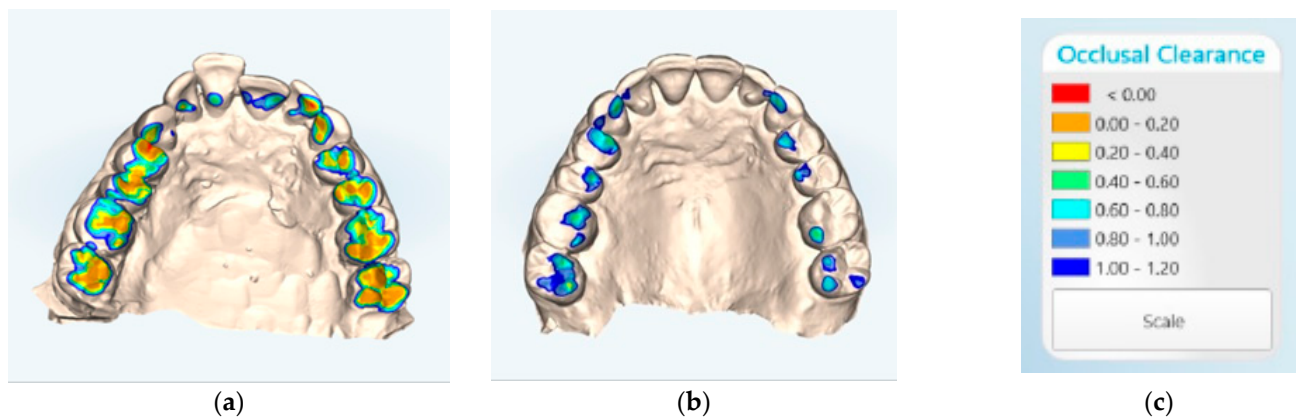 Occlusal Clearance
< 0.00
0.00 - 0.20
0.20 - 0.40
0.40 - 0.60
0.60 - 0.80
0.80 - 1.00
1.00 - 1.20
Scale
(a) (b) (c)